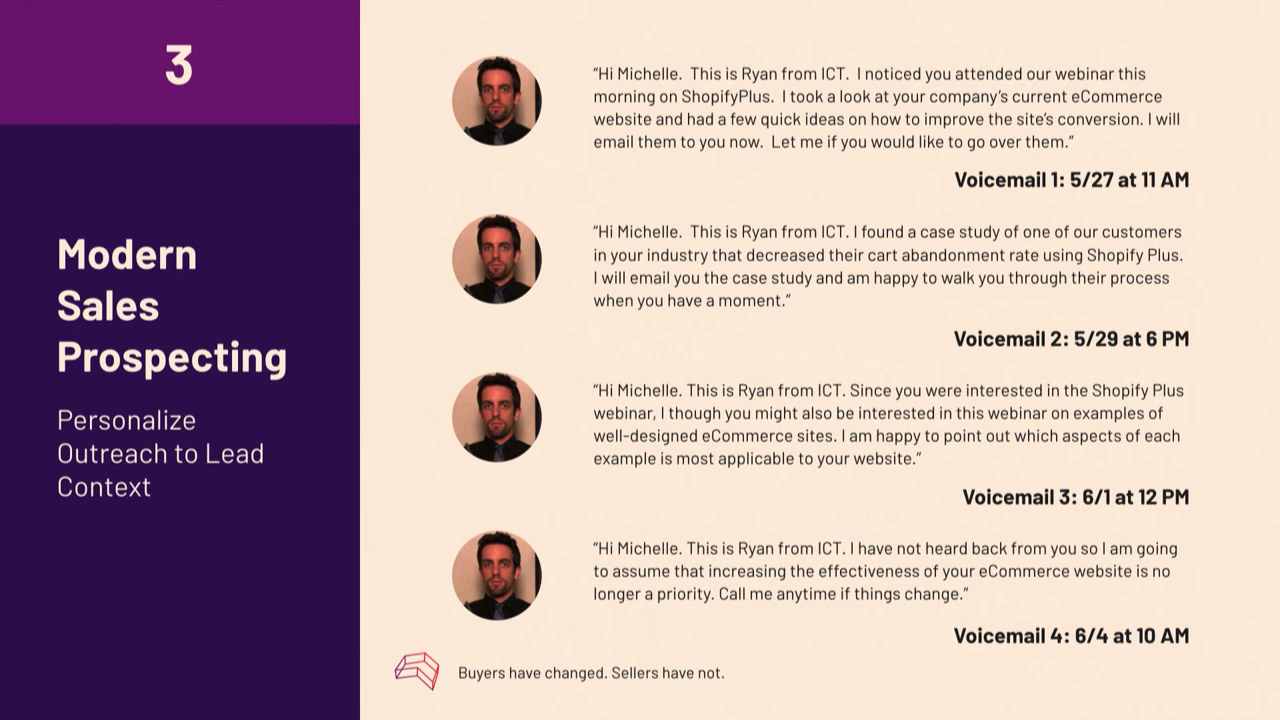 3
Modern
Sales
Prospecting
Personalize
Outreach to Lead
Context
“Hi Michelle.  This is Ryan from ICT.  I noticed you attended our webinar this
morning on ShopifyPlus.  I took a look at your company’s current eCommerce
website and had a few quick ideas on how to improve the site’s conversion. I will
email them to you now.  Let me if you would like to go over them.”
Voicemail 1: 5/27 at 11 AM
“Hi Michelle.  This is Ryan from ICT. I found a case study of one of our customers
in your industry that decreased their cart abandonment rate using Shopify Plus.
I will email you the case study and am happy to walk you through their process
when you have a moment.”
Voicemail 2: 5/29 at 6 PM
“Hi Michelle. This is Ryan from ICT. Since you were interested in the Shopify Plus
webinar, I though you might also be interested in this webinar on examples of
well-designed eCommerce sites. I am happy to point out which aspects of each
example is most applicable to your website.”
Voicemail 3: 6/1 at 12 PM
“Hi Michelle. This is Ryan from ICT. I have not heard back from you so I am going
to assume that increasing the effectiveness of your eCommerce website is no
longer a priority. Call me anytime if things change.”
Voicemail 4: 6/4 at 10 AM
Buyers have changed. Sellers have not.